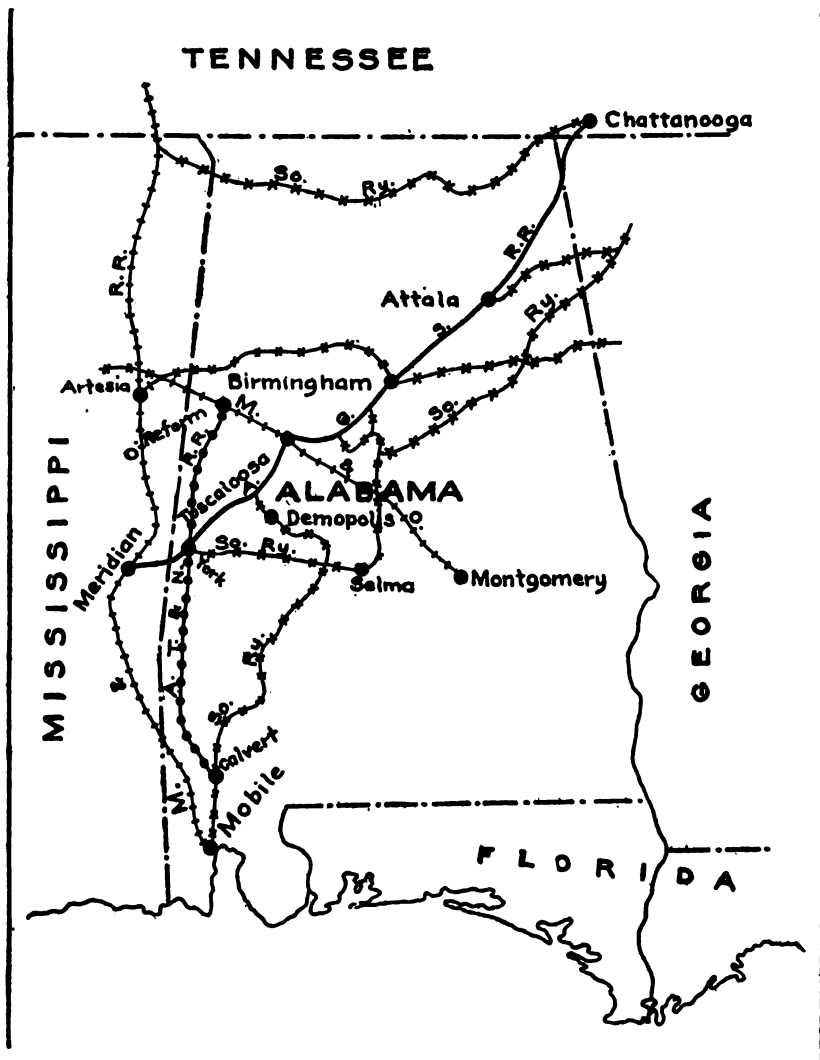 TENNESSEE
Chattanooga
So. Ry.
R.R.
R.R.
Attala
Ry.
S.
Artesia
Birmingham
M.
G.
So.
O. Reform
R.R.
&
Tuscaloosa
A.
ALABAMA
Demopolis
O.
MISSISSIPPI
GEORGIA
Meridian
So. Ry.
York
Selma
Montgomery
N.
&
T.
A.
Ry.
&
So.
Calvert
M.
Mobile
FLORIDA